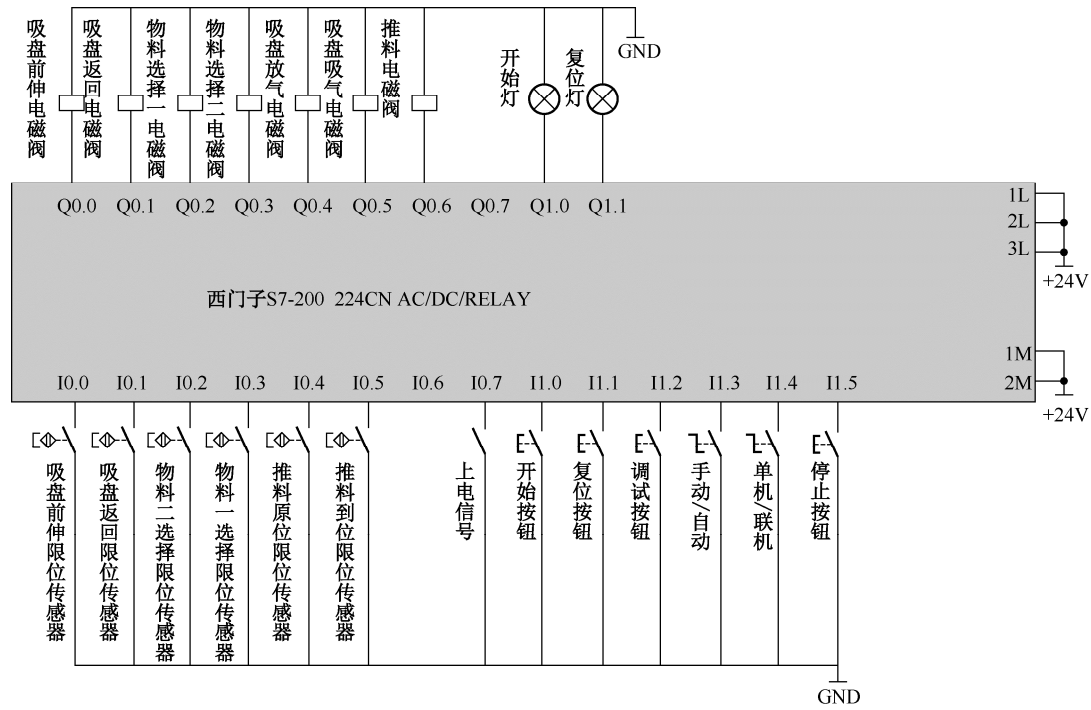 吸盘前伸电磁阀
吸盘返回电磁阀
物料选择一电磁阀
物料选择二电磁阀
吸盘放气电磁阀
吸盘吸气电磁阀
推料电磁阀
开始灯
复位灯
GND
Q0.0 Q0.1 Q0.2 Q0.3 Q0.4 Q0.5 Q0.6 Q0.7 Q1.0 Q1.1
1L
2L
3L
+24V
西门子S7-200 224CN AC/DC/RELAY
1M
2M
+24V
I0.0 I0.1 I0.2 I0.3 I0.4 I0.5 I0.6 I0.7 I1.0 I1.1 I1.2 I1.3 I1.4 I1.5
吸盘前伸限位传感器
吸盘返回限位传感器
物料二选择限位传感器
物料一选择限位传感器
推料原位限位传感器
推料到位限位传感器
上电信号
开始按钮
复位按钮
调试按钮
手动/自动
单机/联机
停止按钮
GND